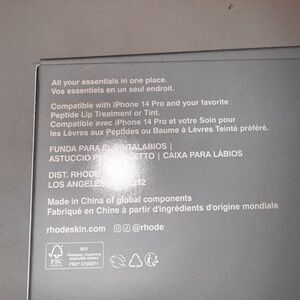 All your essentials in one place.
Vos essentiels en un seul endroit.
Compatible with iPhone 14 Pro and your favorite
Peptide Lip Treatment or Tint.
Compatible avec iPhone 14 Pro et votre Soin pour
les Lèvres aux Peptides ou Baume à Lèvres Teinté préféré.
FUNDA PARA EL
ASTUCCIO | CAIXA PARA LÁBIOS
DIST. RHODE
LOS ANGELES
Made in China of global components
Fabriqué en Chine à partir d'ingrédients d'origine mondiale
rhodeskin.com @rhode
FSC
MIX